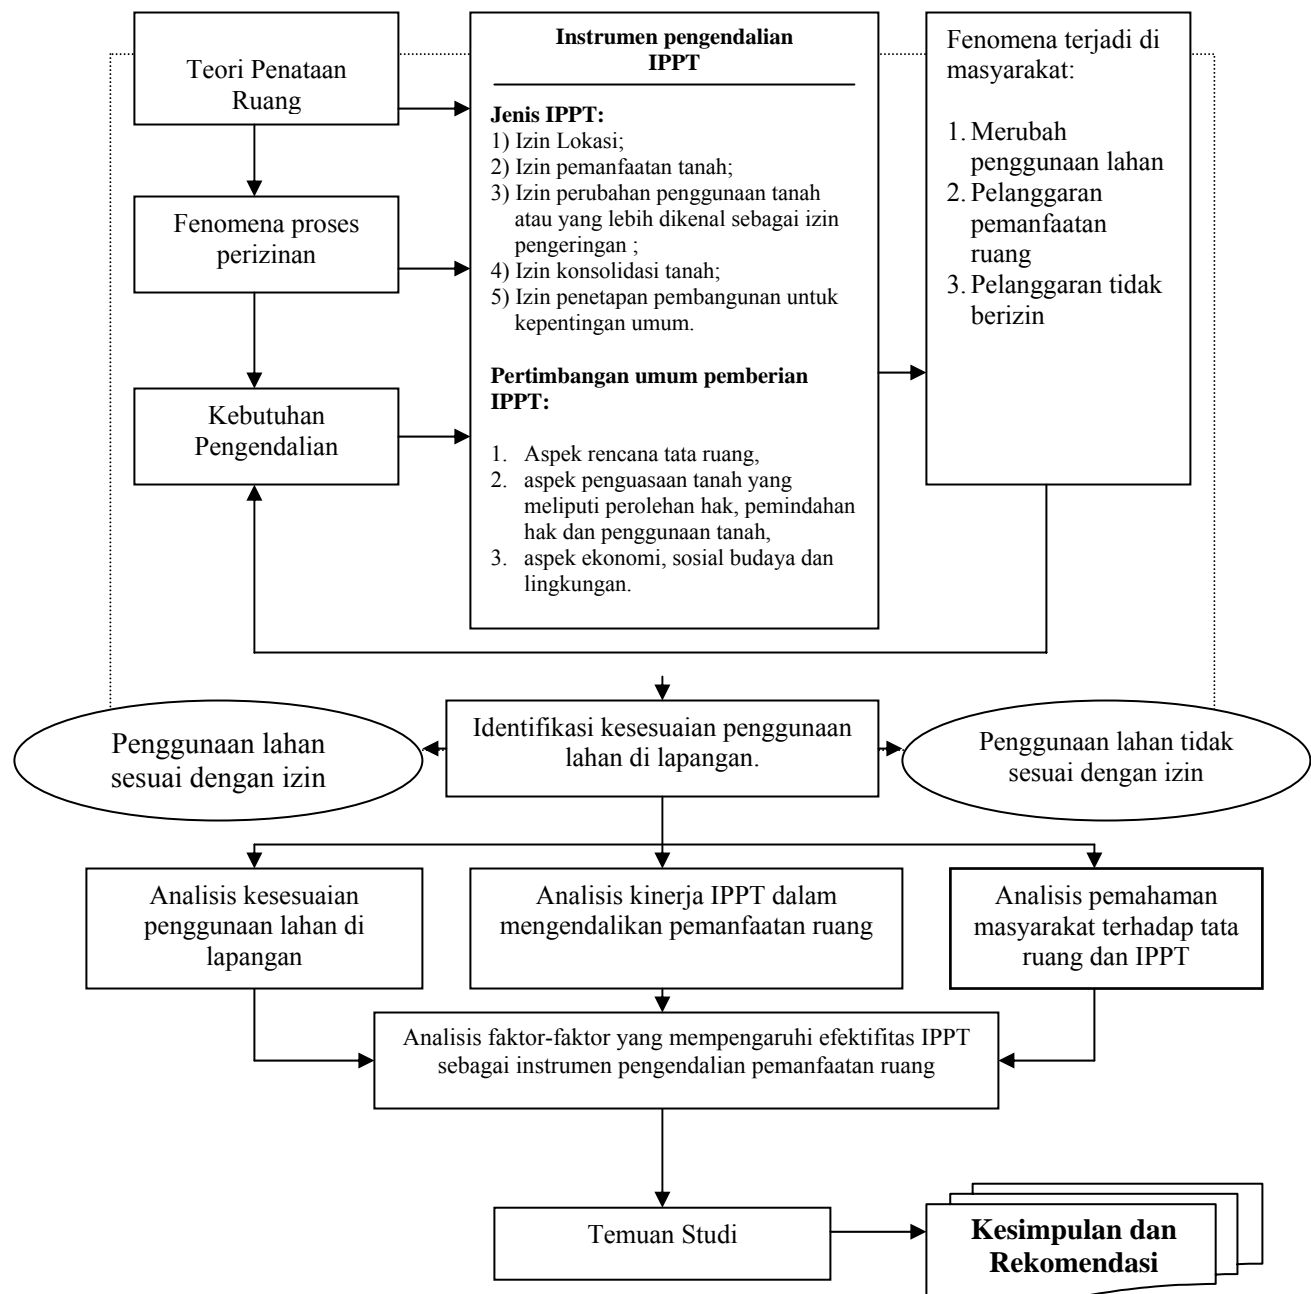 Teori Penataan
Ruang
Fenomena proses
perizinan
Kebutuhan
Pengendalian
Instrumen pengendalian
IPPT
Jenis IPPT:
1) Izin Lokasi;
2) Izin pemanfaatan tanah;
3) Izin perubahan penggunaan tanah
atau yang lebih dikenal sebagai izin
pengeringan ;
4) Izin konsolidasi tanah;
5) Izin penetapan pembangunan untuk
kepentingan umum.
Pertimbangan umum pemberian
IPPT:
1. Aspek rencana tata ruang,
2. aspek penguasaan tanah yang
meliputi perolehan hak, pemindahan
hak dan penggunaan tanah,
3. aspek ekonomi, sosial budaya dan
lingkungan.
Fenomena terjadi di
masyarakat:
1. Merubah
penggunaan lahan
2. Pelanggaran
pemanfaatan
ruang
3. Pelanggaran tidak
berizin
Penggunaan lahan
sesuai dengan izin
Identifikasi kesesuaian penggunaan
lahan di lapangan.
Penggunaan lahan tidak
sesuai dengan izin
Analisis kesesuaian
penggunaan lahan di
lapangan
Analisis kinerja IPPT dalam
mengendalikan pemanfaatan ruang
Analisis pemahaman
masyarakat terhadap tata
ruang dan IPPT
Analisis faktor-faktor yang mempengaruhi efektifitas IPPT
sebagai instrumen pengendalian pemanfaatan ruang
Temuan Studi
Kesimpulan dan
Rekomendasi